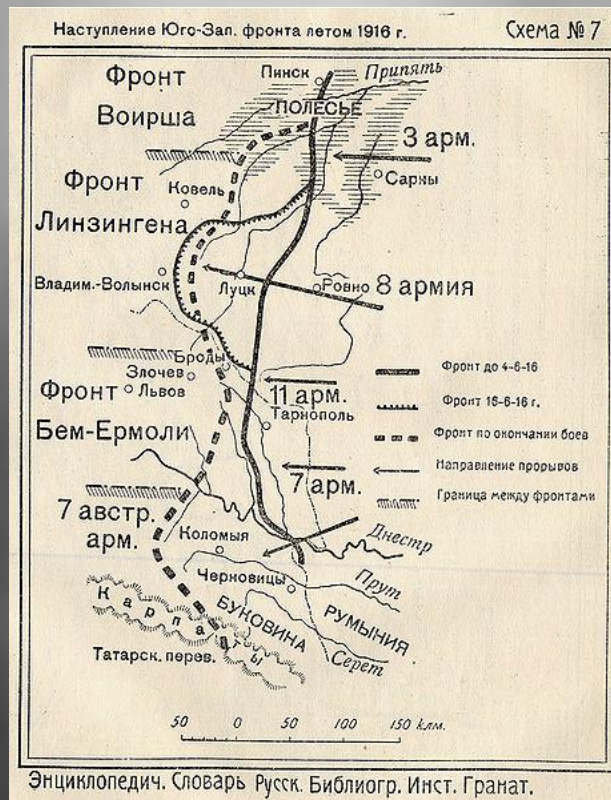 Наступление Юго-Зап. фронта летом 1916 г.
Схема № 7
Фронт
Воирша
Пинск
Припять
ПОЛЕСЬЕ
3 арм.
Сарны
Фронт
Линзингена
Ковель
Владим.-Волынск
Луцк
Ровно
8 армия
Броды
Злочев
Львов
Фронт
Бем-Ермоли
11 арм.
Тарнополь
7 арм.
Фронт до 4-6-16
Фронт 16-6-16 г.
Фронт по окончании боев
Направление прорывов
Граница между фронтами
7 австр.
арм.
Коломыя
Днестр
Черновицы
Прут
Карпаты
БУКОВИНА
РУМЫНИЯ
Серет
Татарск. перев.
50 0 50 100 150 клм.
Энциклопедич. Словарь Русск. Библиогр. Инст. Гранат.